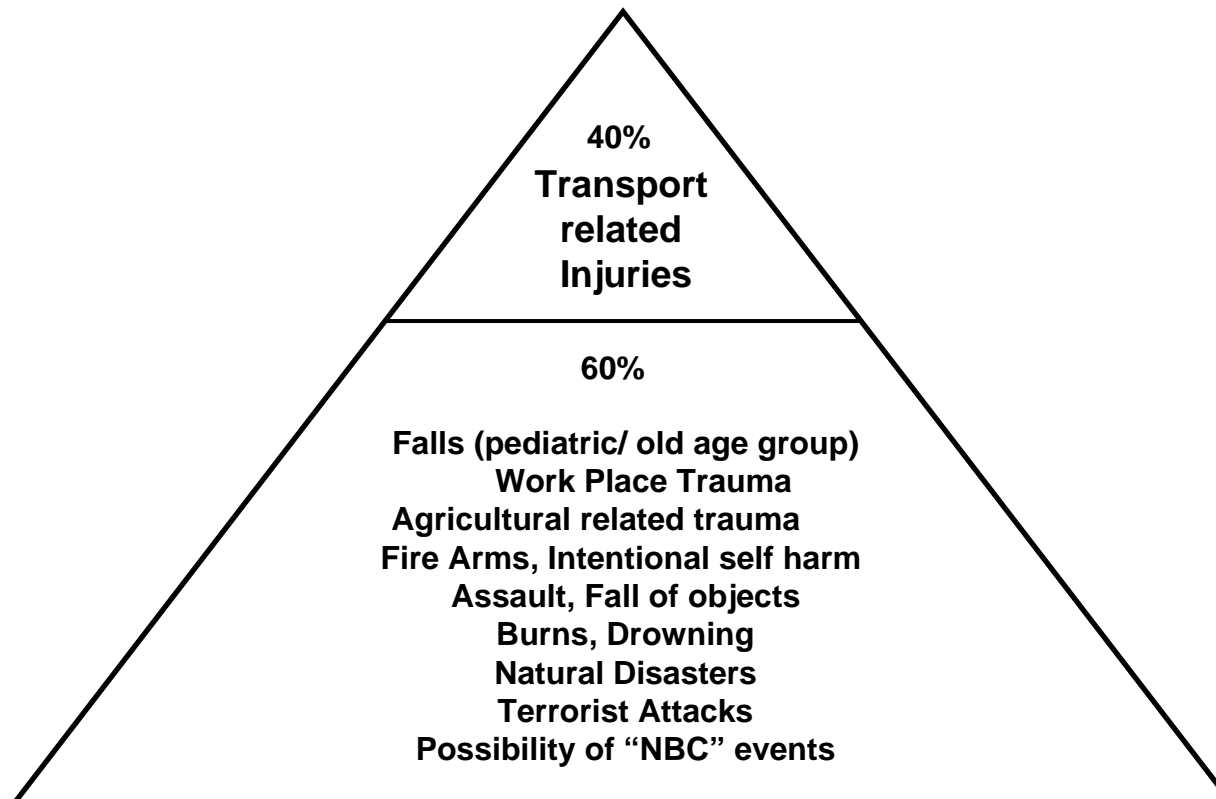 40%
Transport
related
Injuries
60%
Falls (pediatric/ old age group)
Work Place Trauma
Agricultural related trauma
Fire Arms, Intentional self harm
Assault, Fall of objects
Burns, Drowning
Natural Disasters
Terrorist Attacks
Possibility of “NBC” events